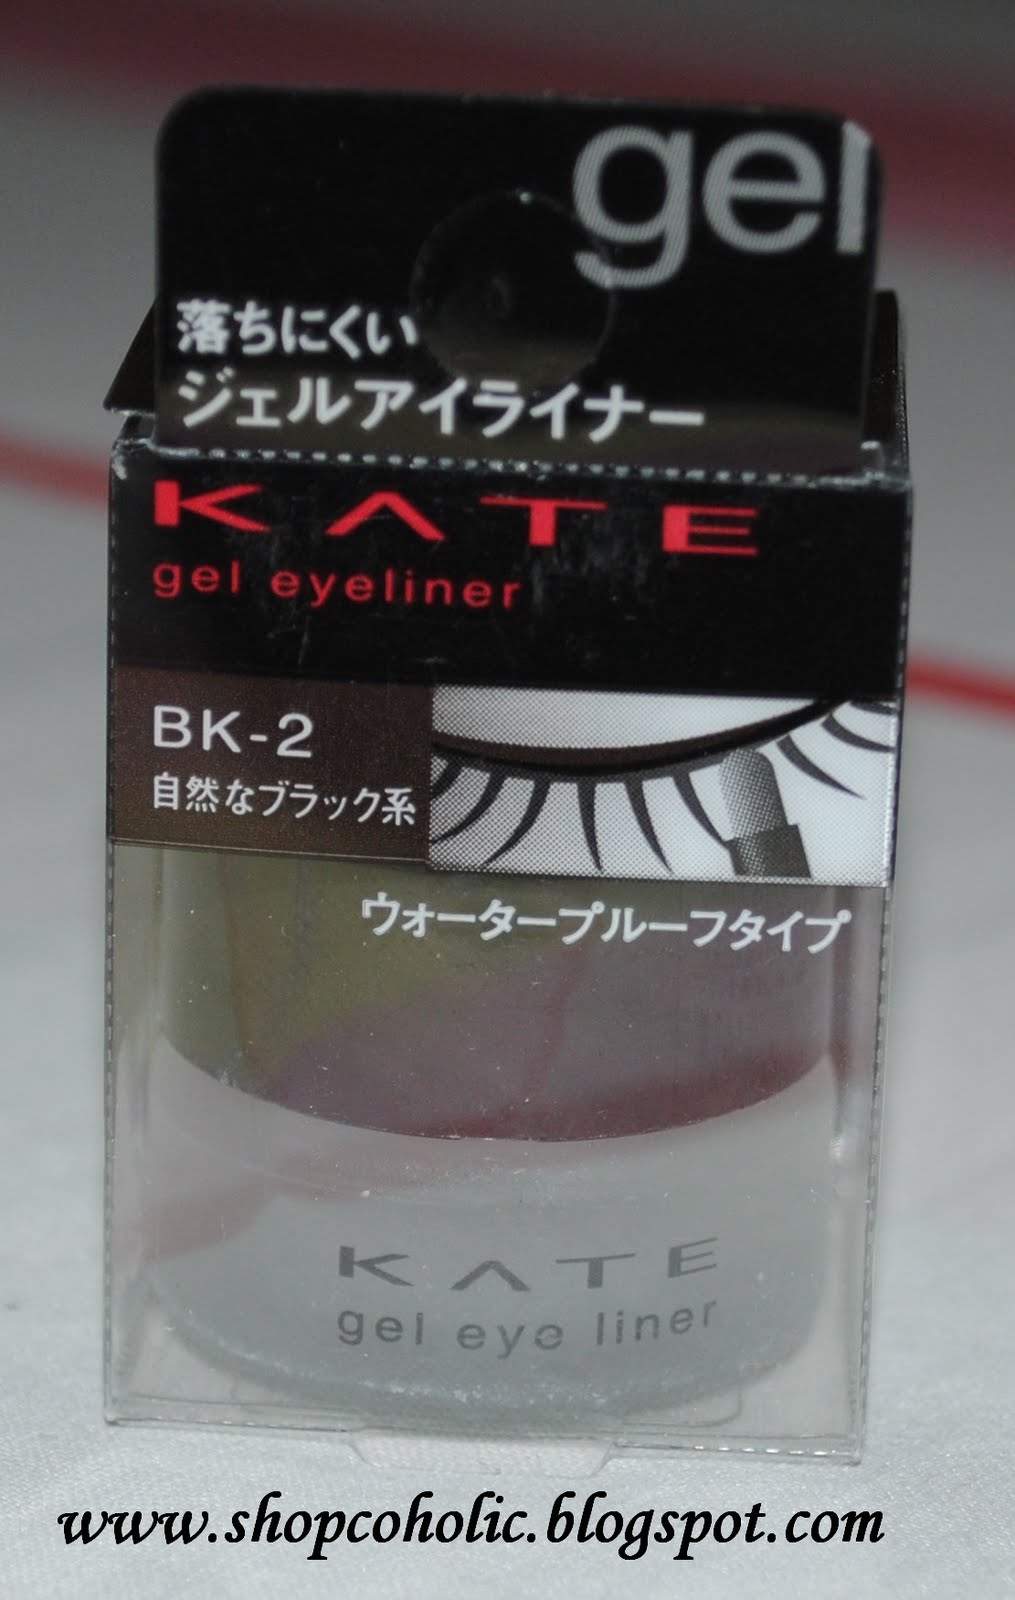 gel
落ちにくい
ジェルアイライナー
KATE
gel eyeliner
BK-2
自然なブラック系
ウォータープルーフタイプ
KATE
gel eye liner
www.shopcoholic.blogspot.com